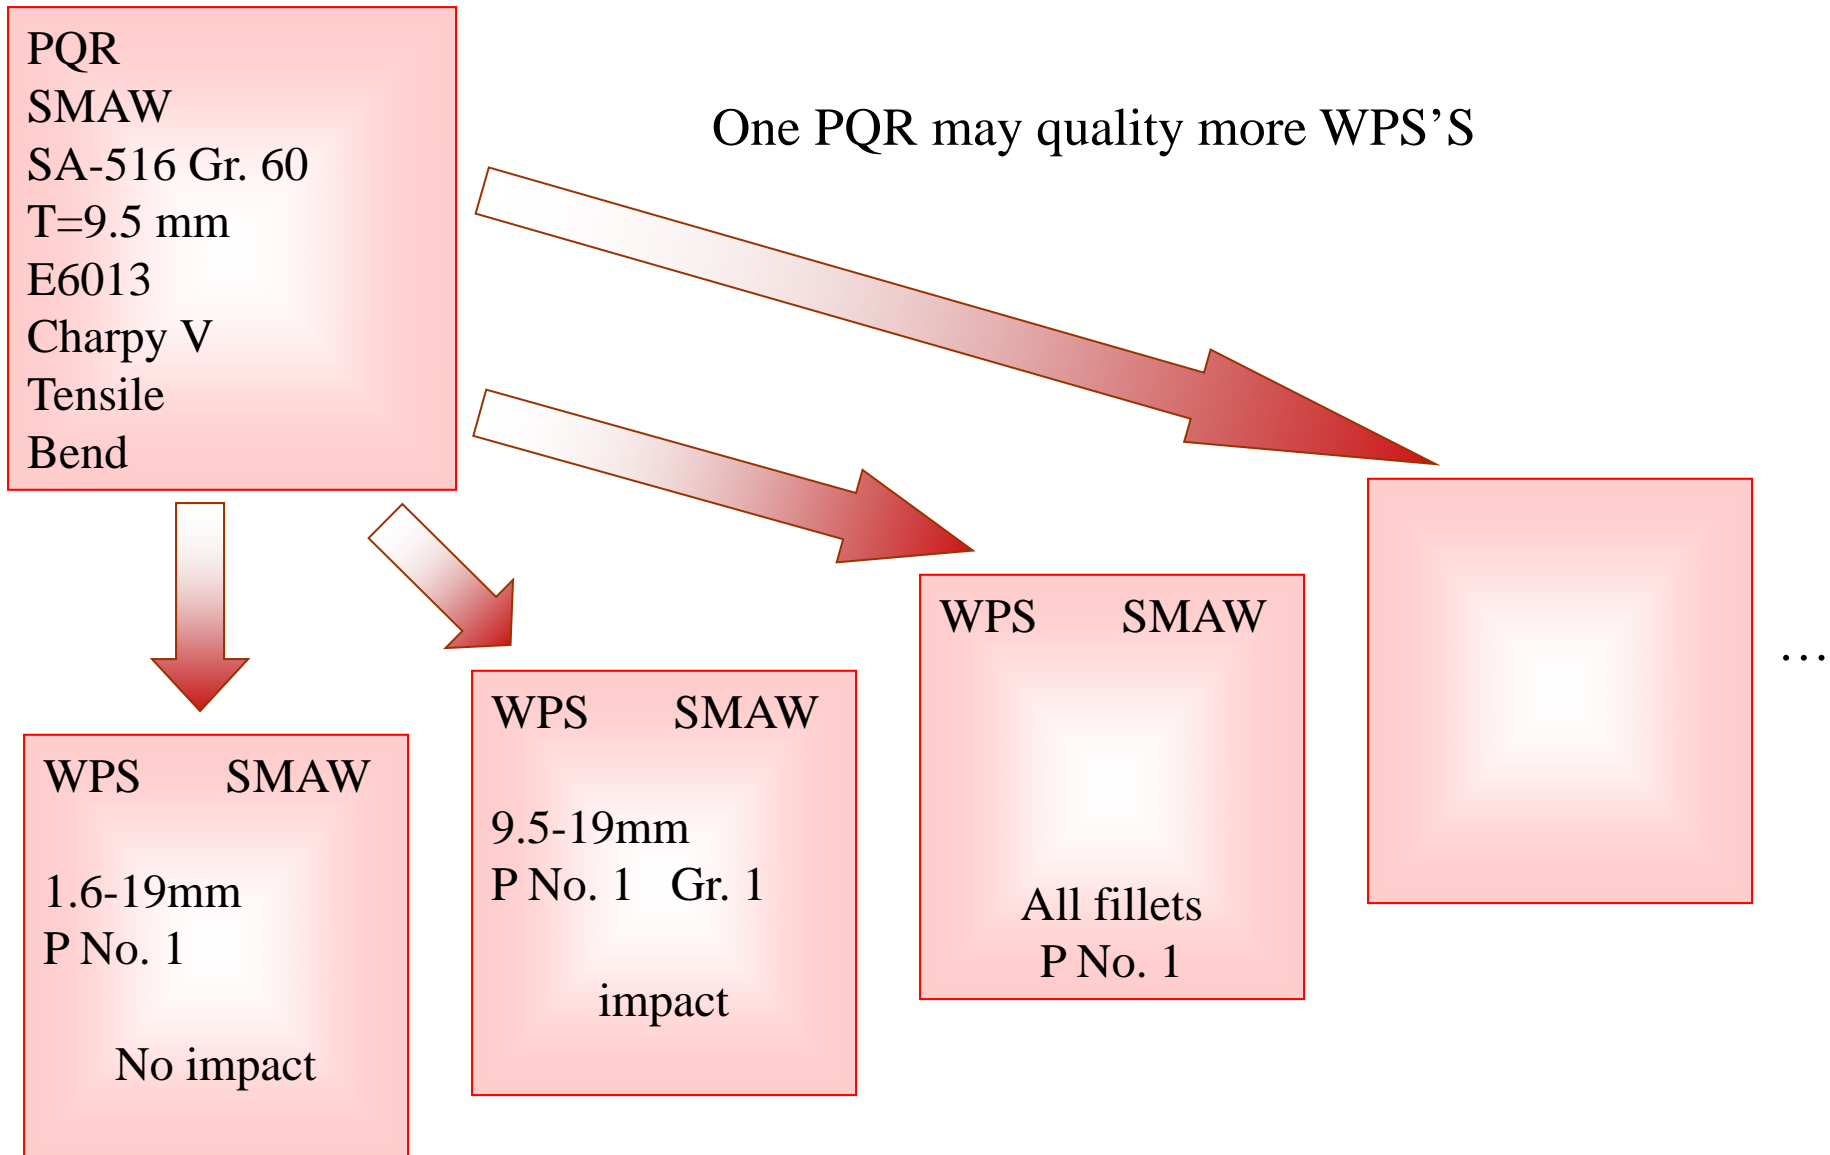 PQR
SMAW
SA-516 Gr. 60
T=9.5 mm
E6013
Charpy V
Tensile
Bend
One PQR may quality more WPS’S
WPS SMAW
1.6-19mm
P No. 1
No impact
WPS SMAW
9.5-19mm
P No. 1 Gr. 1
impact
WPS SMAW
All fillets
P No. 1
…